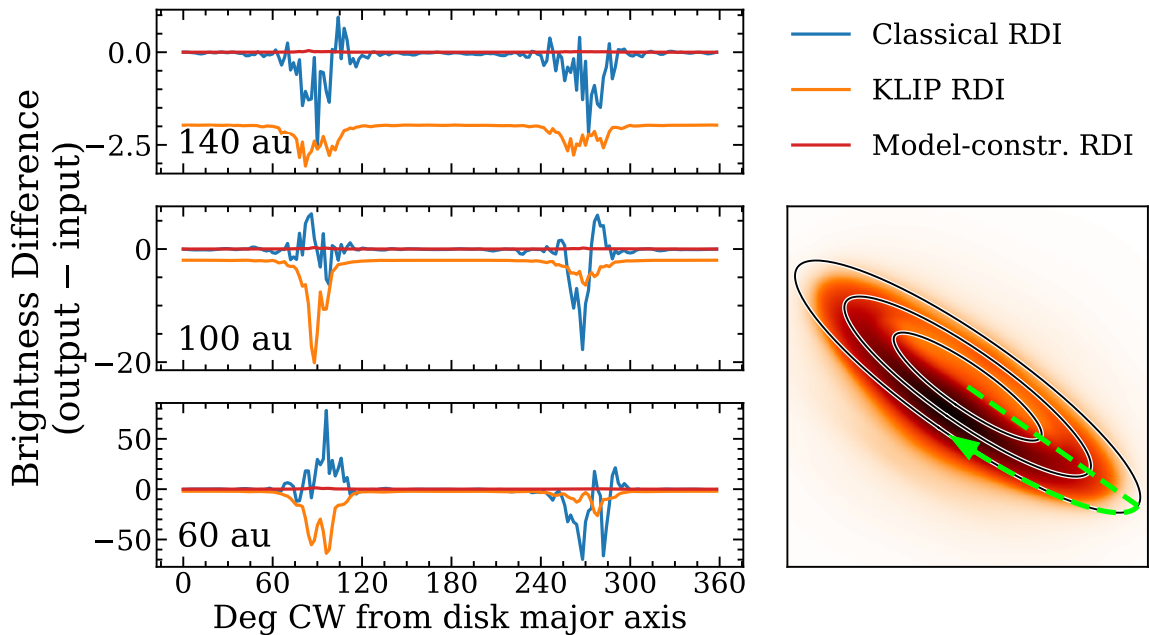 Brightness Difference
(output − input)
0.0
−2.5
140 au
0
−20
100 au
50
0
−50
60 au
0 60 120 180 240 300 360
Deg CW from disk major axis
Classical RDI
KLIP RDI
Model-constr. RDI